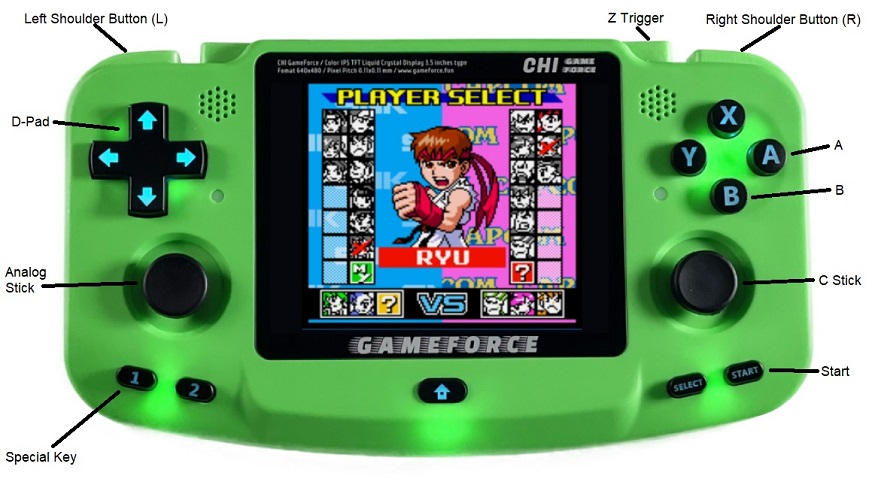 Left Shoulder Button (L)
Z Trigger
Right Shoulder Button (R)
CHI GameForce / Color IPS TFT Liquid Crystal Display 3.5 inches type
Fomat 640x480 / Pixel Pitch 0.11x0.11 mm / www.gameforce.fun
CHI GAME
FORCE
PLAYER SELECT
D-Pad
X
Y
A
A
B
B
RYU
M
?
?
VS
Analog
Stick
C Stick
GAMEFORCE
1
2
SELECT
START
Start
Special Key